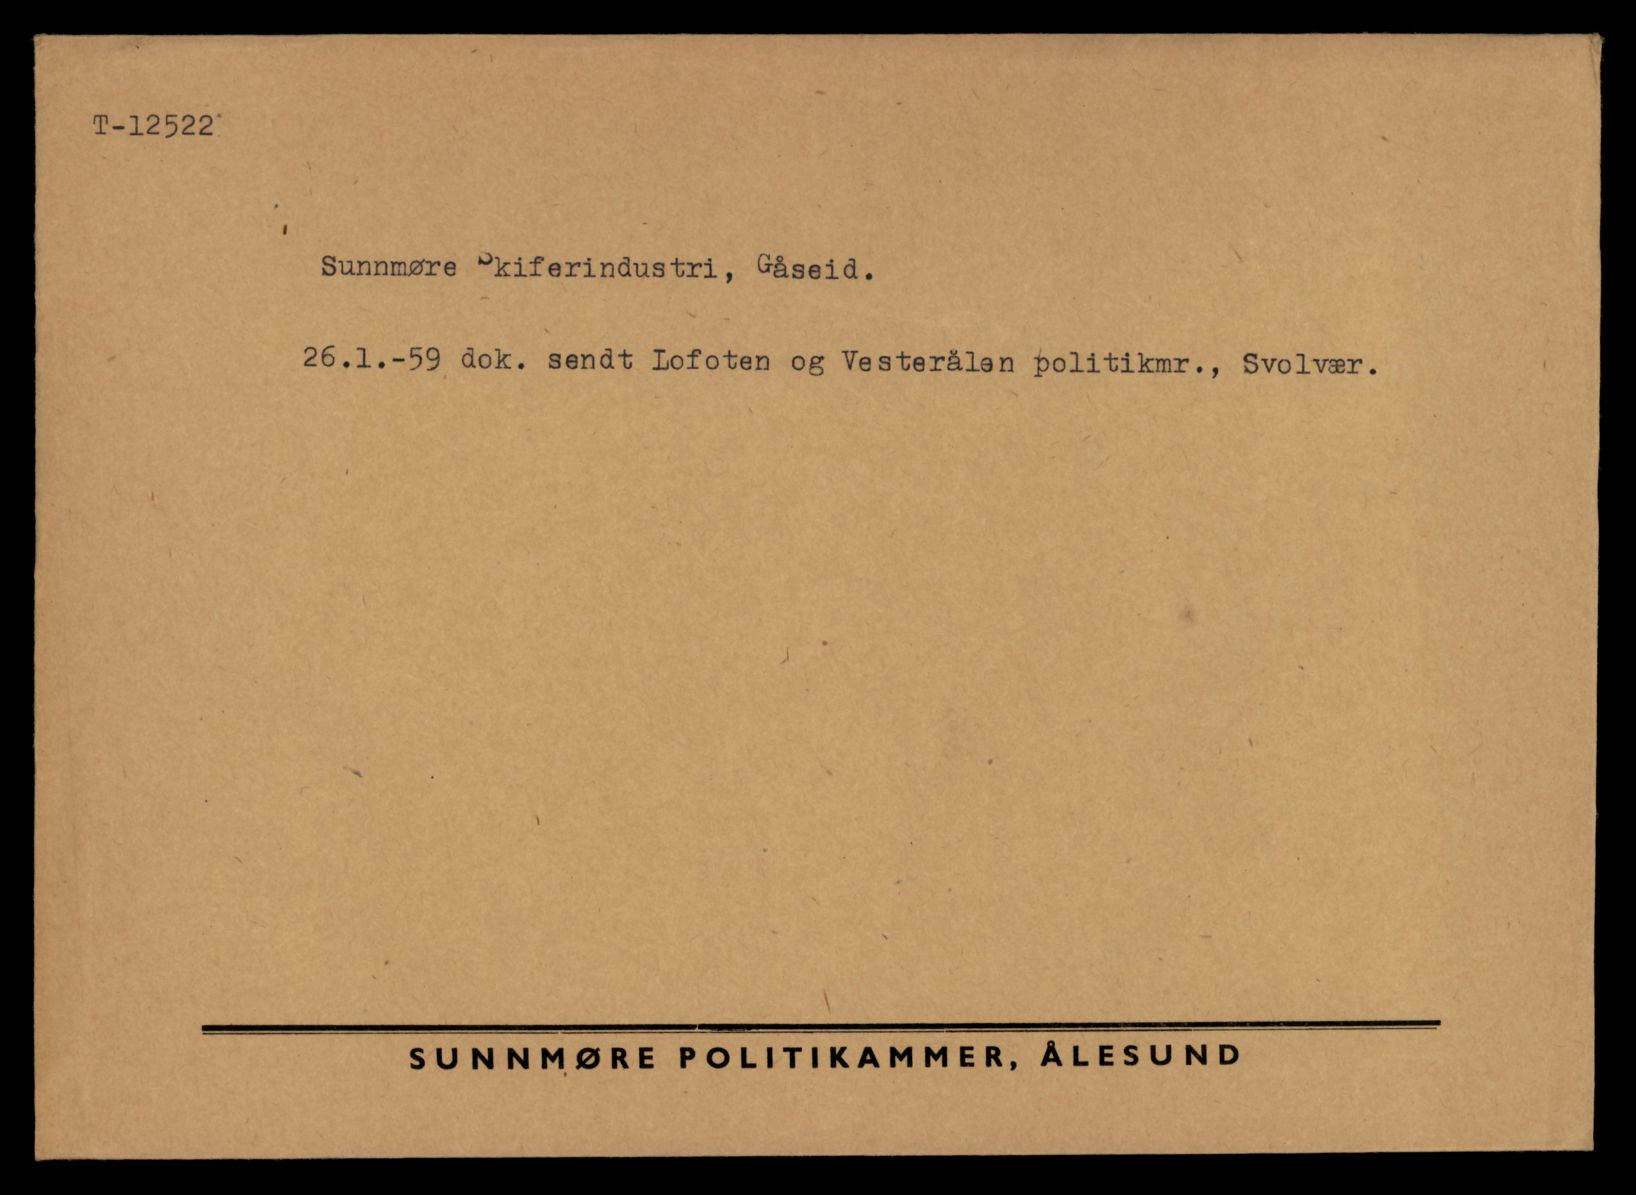 T-12522
Sunnmøre Skiferindustri, Gåseid.
26.1.-59 dok. sendt Lofoten og Vesterålen politikmr., Svolvær.
SUNNMØRE POLITIKAMMER, ÅLESUND